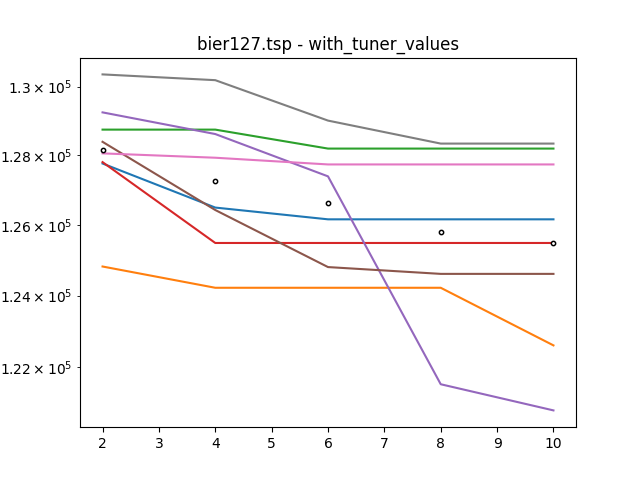 bier127.tsp - with_tuner_values
1.3 × 10⁵
1.28 × 10⁵
1.26 × 10⁵
1.24 × 10⁵
1.22 × 10⁵
2 3 4 5 6 7 8 9 10